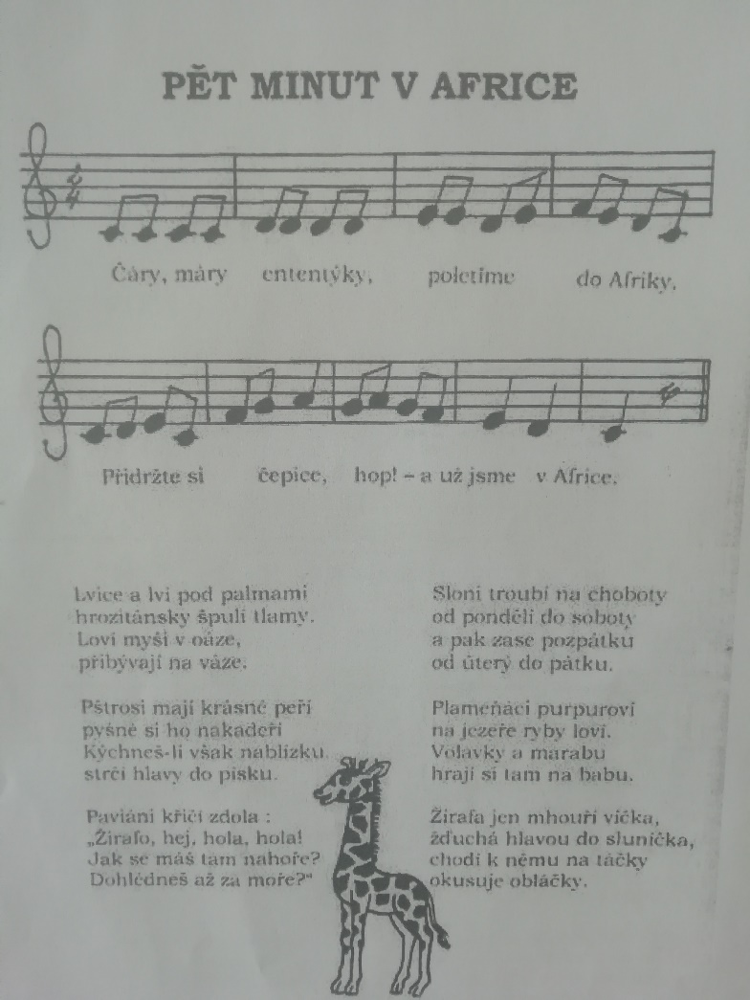 PĚT MINUT V AFRICE
2
4
Čáry, máry ententýky, poletíme do Afriky.
Přidržte si čepice, hop! – a už jsme v Africe.
Lvice a lvi pod palmami
hrozitánsky špulí tlamy.
Loví myši v oáze,
přibývají na váze.
Pštrosi mají krásné peří
pyšně si ho nakadeří
Kýchneš-li však nablízku
strčí hlavy do písku.
Paviáni křičí zdola :
„Žirafo, hej, hola, hola!
Jak se máš tam nahoře?
Dohlédneš až za moře?"
Sloni troubí na choboty
od pondělí do soboty
a pak zase pozpátku
od úterý do pátku.
Plameňáci purpuroví
na jezeře ryby loví.
Volavky a marabu
hrají si tam na babu.
Žirafa jen mhouří víčka,
žďuchá hlavou do sluníčka,
chodí k němu na táčky
okusuje obláčky.